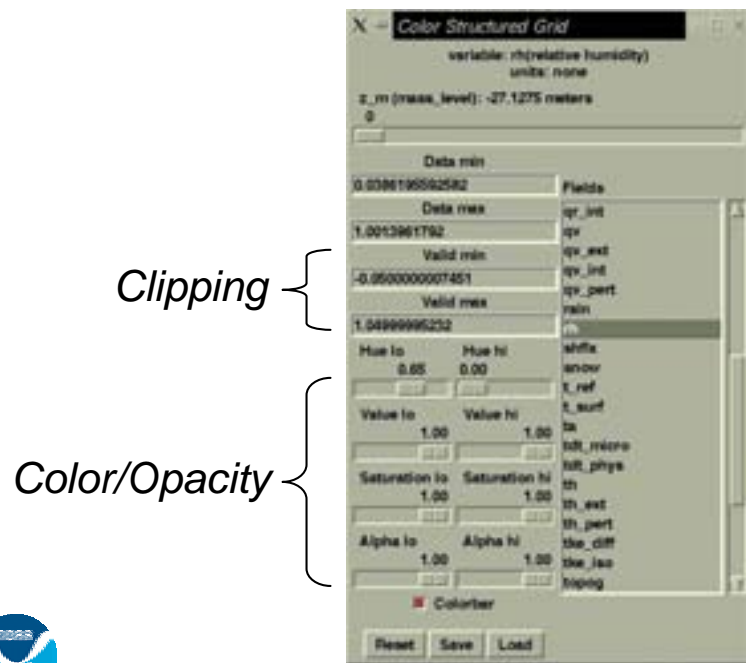 X – Color Structured Grid
variable: rh(relative humidity)
units: none
z_m (mass_level): -27.1275 meters
0
Data min
0.0386195592582
Data max
1.0013961792
Clipping
Valid min
-0.0500000007451
Valid max
1.04999995232
Color/Opacity
Hue lo Hue hi
0.65 0.00
Value lo Value hi
1.00 1.00
Saturation lo Saturation hi
1.00 1.00
Alpha lo Alpha hi
1.00 1.00
Colorbar
Reset Save Load
Fields
qr_int
qv
qv_ext
qv_int
qv_pert
rain
rh
shflx
snow
t_ref
t_surf
ta
tdt_micro
tdt_phys
th
th_ext
th_pert
tke_diff
tke_iso
topog